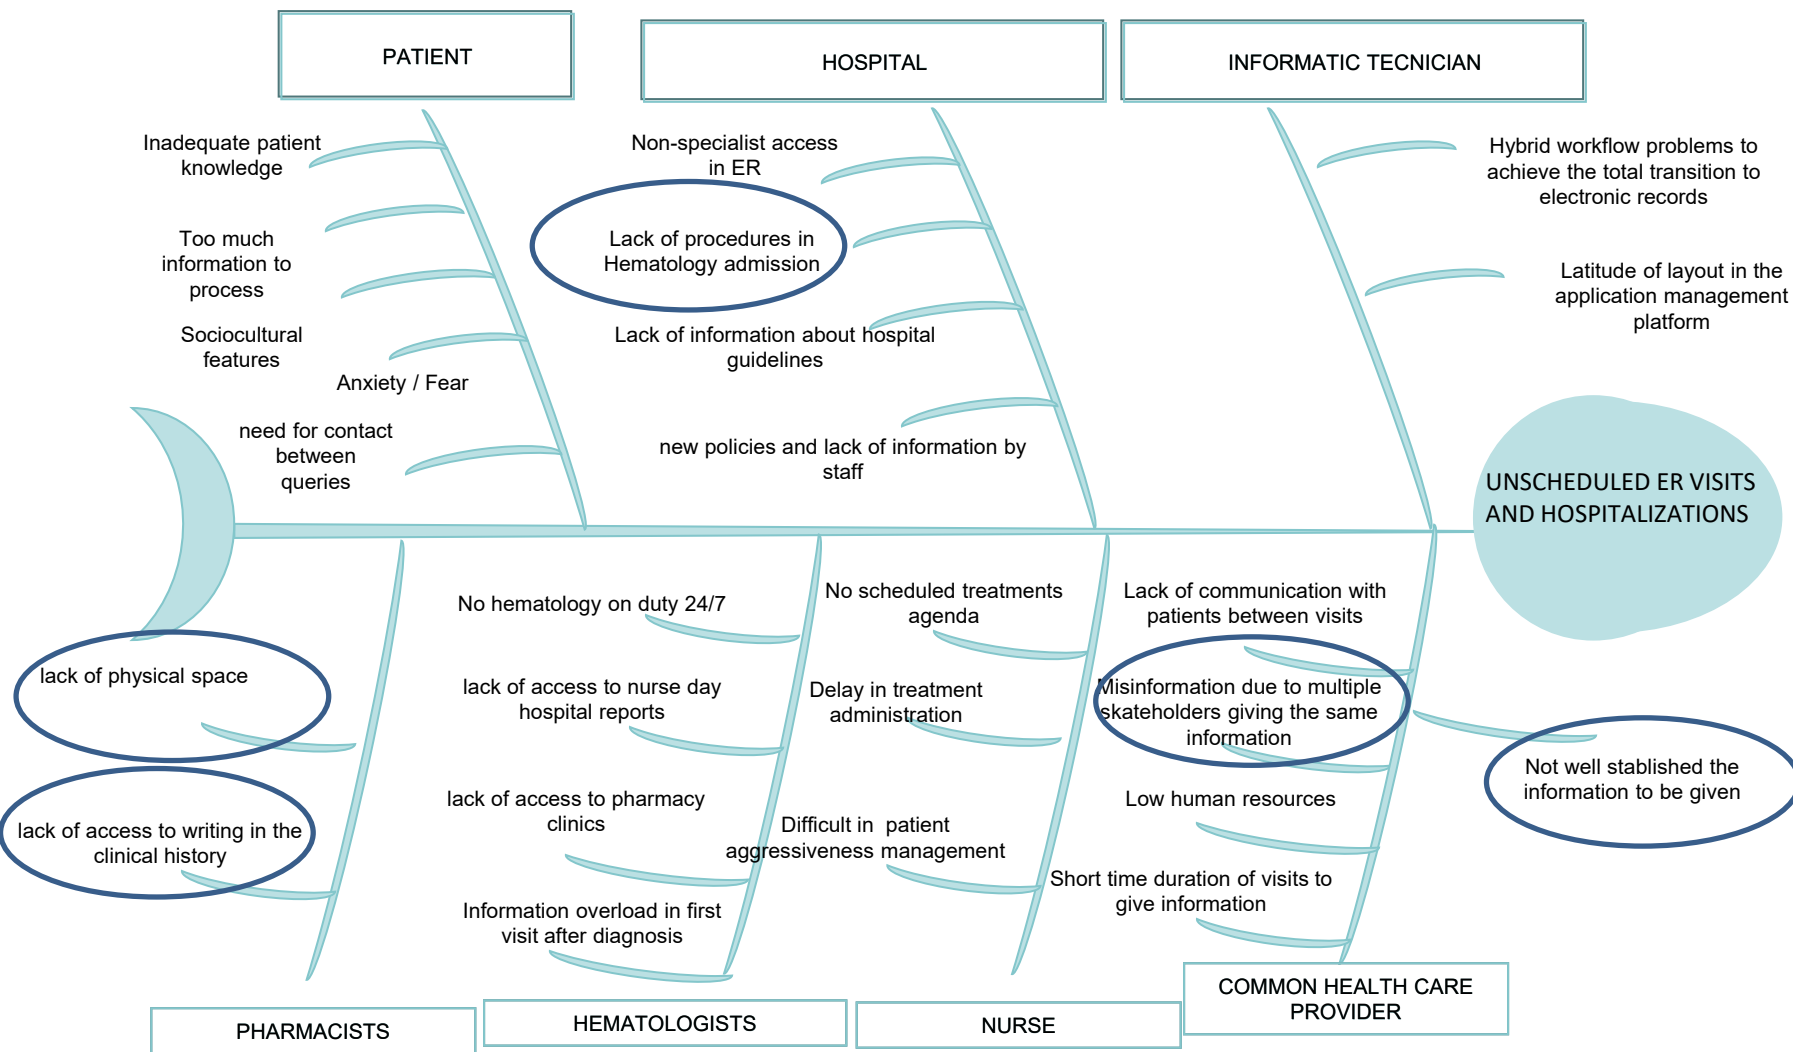 PATIENT
HOSPITAL
INFORMATIC TECNICIAN
Inadequate patient
knowledge
Too much
information to
process
Sociocultural
features
Anxiety / Fear
need for contact
between
queries
Non-specialist access
in ER
Lack of procedures in
Hematology admission
Lack of information about hospital
guidelines
new policies and lack of information by
staff
Hybrid workflow problems to
achieve the total transition to
electronic records
Latitude of layout in the
application management
platform
UNSCHEDULED ER VISITS
AND HOSPITALIZATIONS
lack of physical space
lack of access to writing in the
clinical history
No hematology on duty 24/7
lack of access to nurse day
hospital reports
lack of access to pharmacy
clinics
Information overload in first
visit after diagnosis
No scheduled treatments
agenda
Delay in treatment
administration
Difficult in patient
aggressiveness management
Lack of communication with
patients between visits
Misinformation due to multiple
skateholders giving the same
information
Low human resources
Short time duration of visits to
give information
Not well stablished the
information to be given
PHARMACISTS
HEMATOLOGISTS
NURSE
COMMON HEALTH CARE
PROVIDER